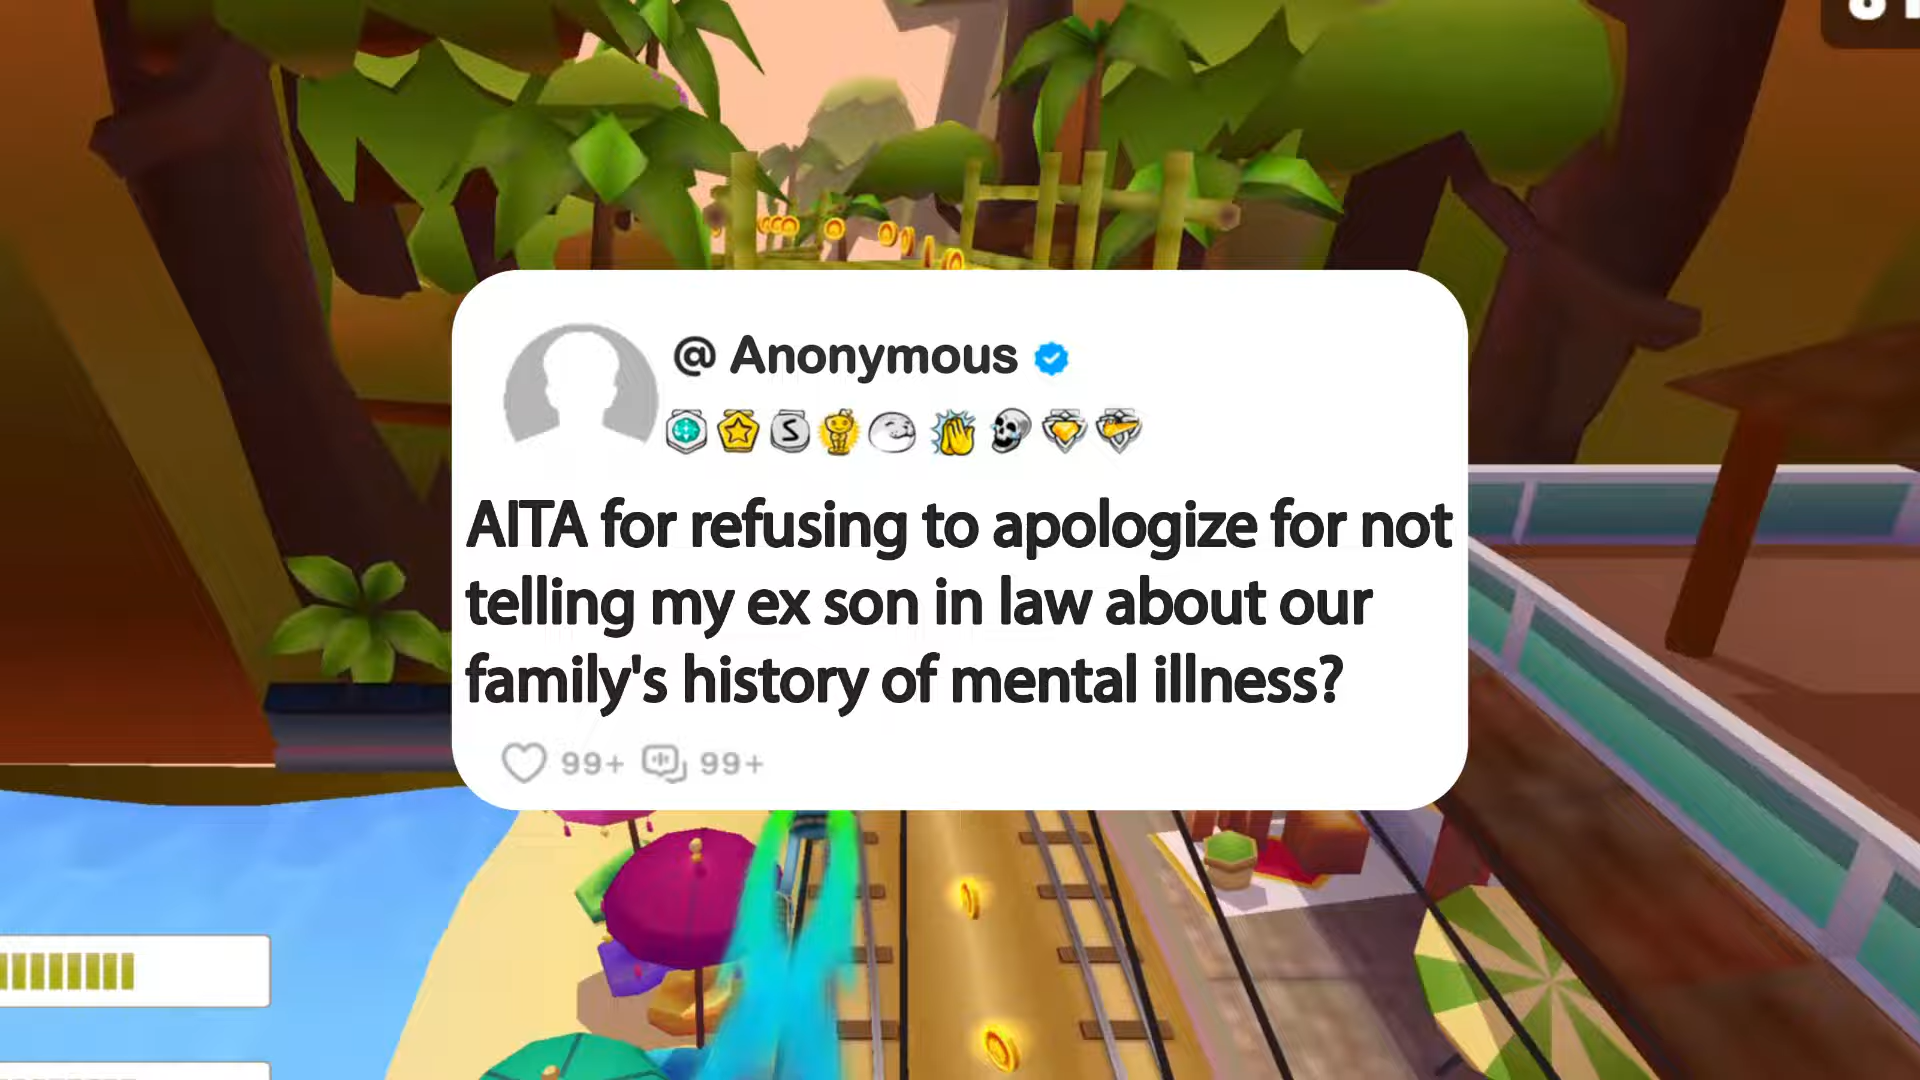 @ Anonymous
S
AITA for refusing to apologize for not
telling my ex son in law about our
family's history of mental illness?
99+ 99+